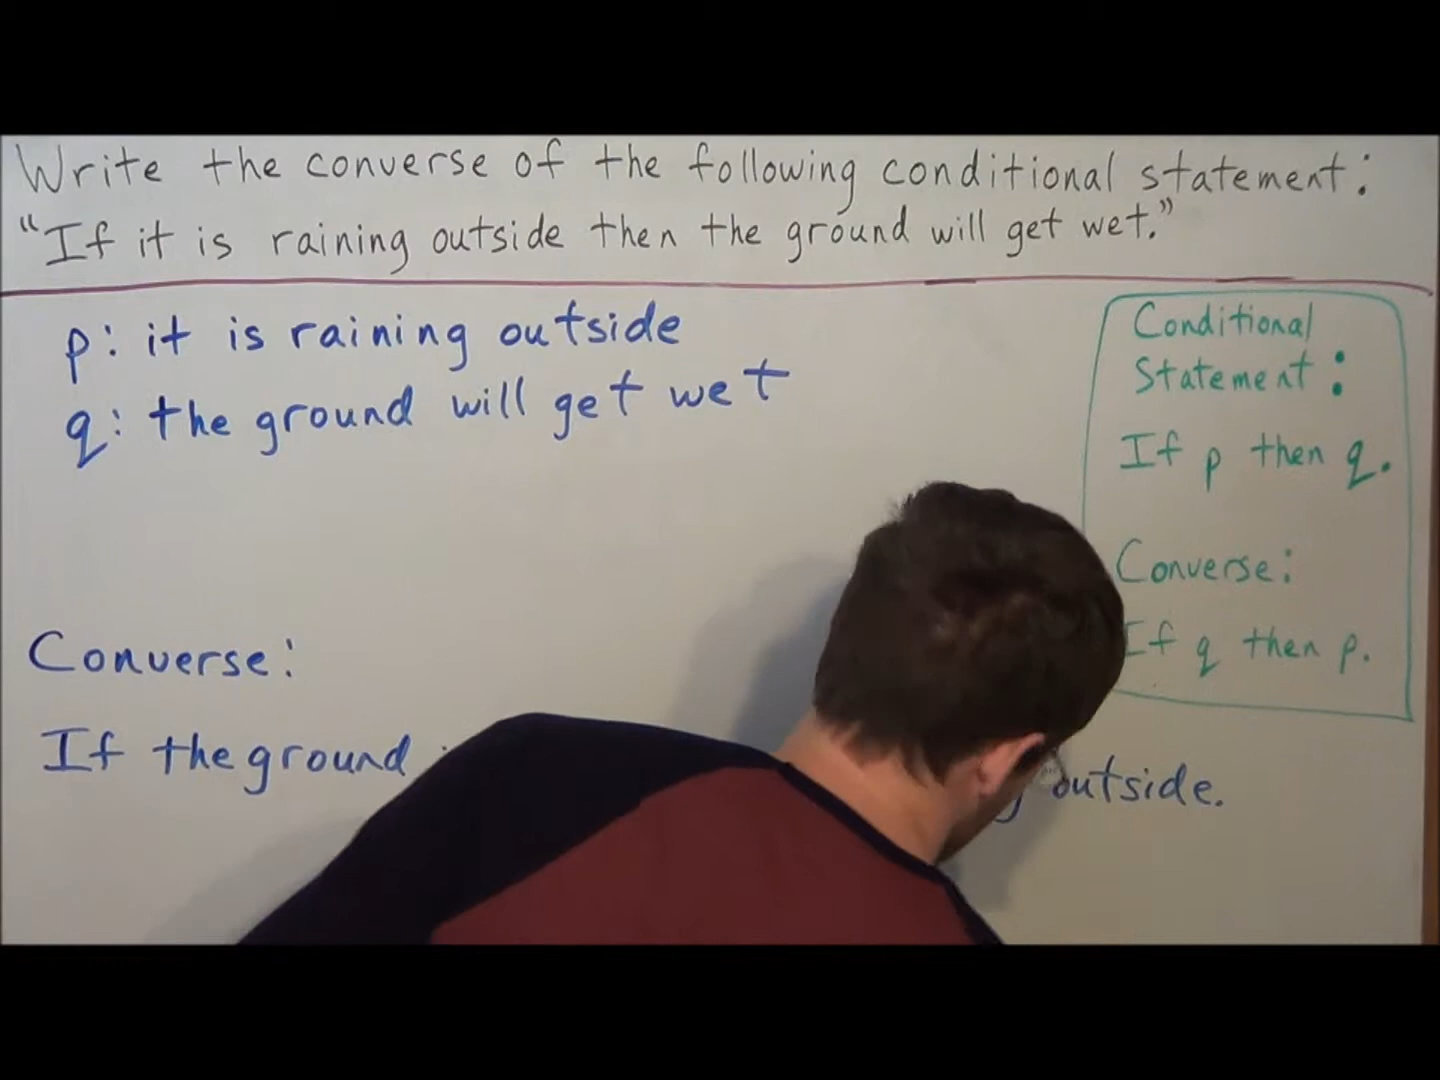 Write the converse of the following conditional statement:
"If it is raining outside then the ground will get wet."
p: it is raining outside
q: the ground will get wet
Conditional
Statement:
If p then q.
Converse:
If q then p.
Converse:
If the ground outside.